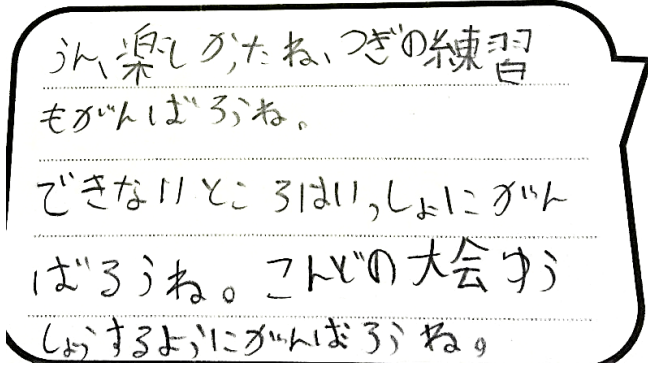 うん、楽しかったね、つぎの練習
もがんばろうね。
できないところはいっしょにがん
ばろうね。こんどの大会ゆう
しょうするようにがんばろうね。